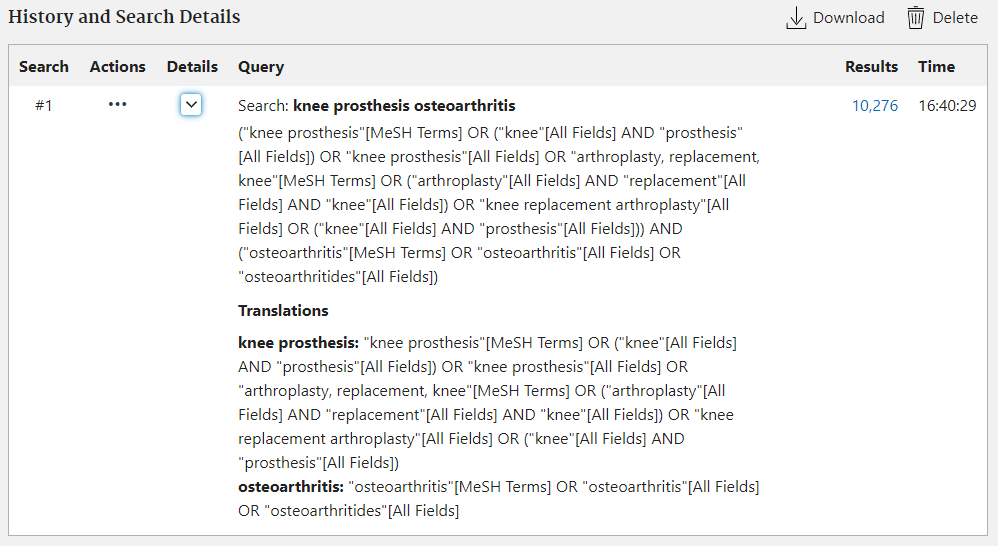 History and Search Details
Download
Delete
Search Actions Details Query Results Time
#1 ••• Search: knee prosthesis osteoarthritis 10,276 16:40:29
("knee prosthesis"[MeSH Terms] OR ("knee"[All Fields] AND "prosthesis"
[All Fields]) OR "knee prosthesis"[All Fields] OR "arthroplasty, replacement,
knee"[MeSH Terms] OR ("arthroplasty"[All Fields] AND "replacement"[All
Fields] AND "knee"[All Fields]) OR "knee replacement arthroplasty"[All
Fields] OR ("knee"[All Fields] AND "prosthesis"[All Fields])) AND
("osteoarthritis"[MeSH Terms] OR "osteoarthritis"[All Fields] OR
"osteoarthritides"[All Fields])
Translations
knee prosthesis: "knee prosthesis"[MeSH Terms] OR ("knee"[All Fields]
AND "prosthesis"[All Fields]) OR "knee prosthesis"[All Fields] OR
"arthroplasty, replacement, knee"[MeSH Terms] OR ("arthroplasty"[All
Fields] AND "replacement"[All Fields] AND "knee"[All Fields]) OR "knee
replacement arthroplasty"[All Fields] OR ("knee"[All Fields] AND
"prosthesis"[All Fields])
osteoarthritis: "osteoarthritis"[MeSH Terms] OR "osteoarthritis"[All Fields]
OR "osteoarthritides"[All Fields]